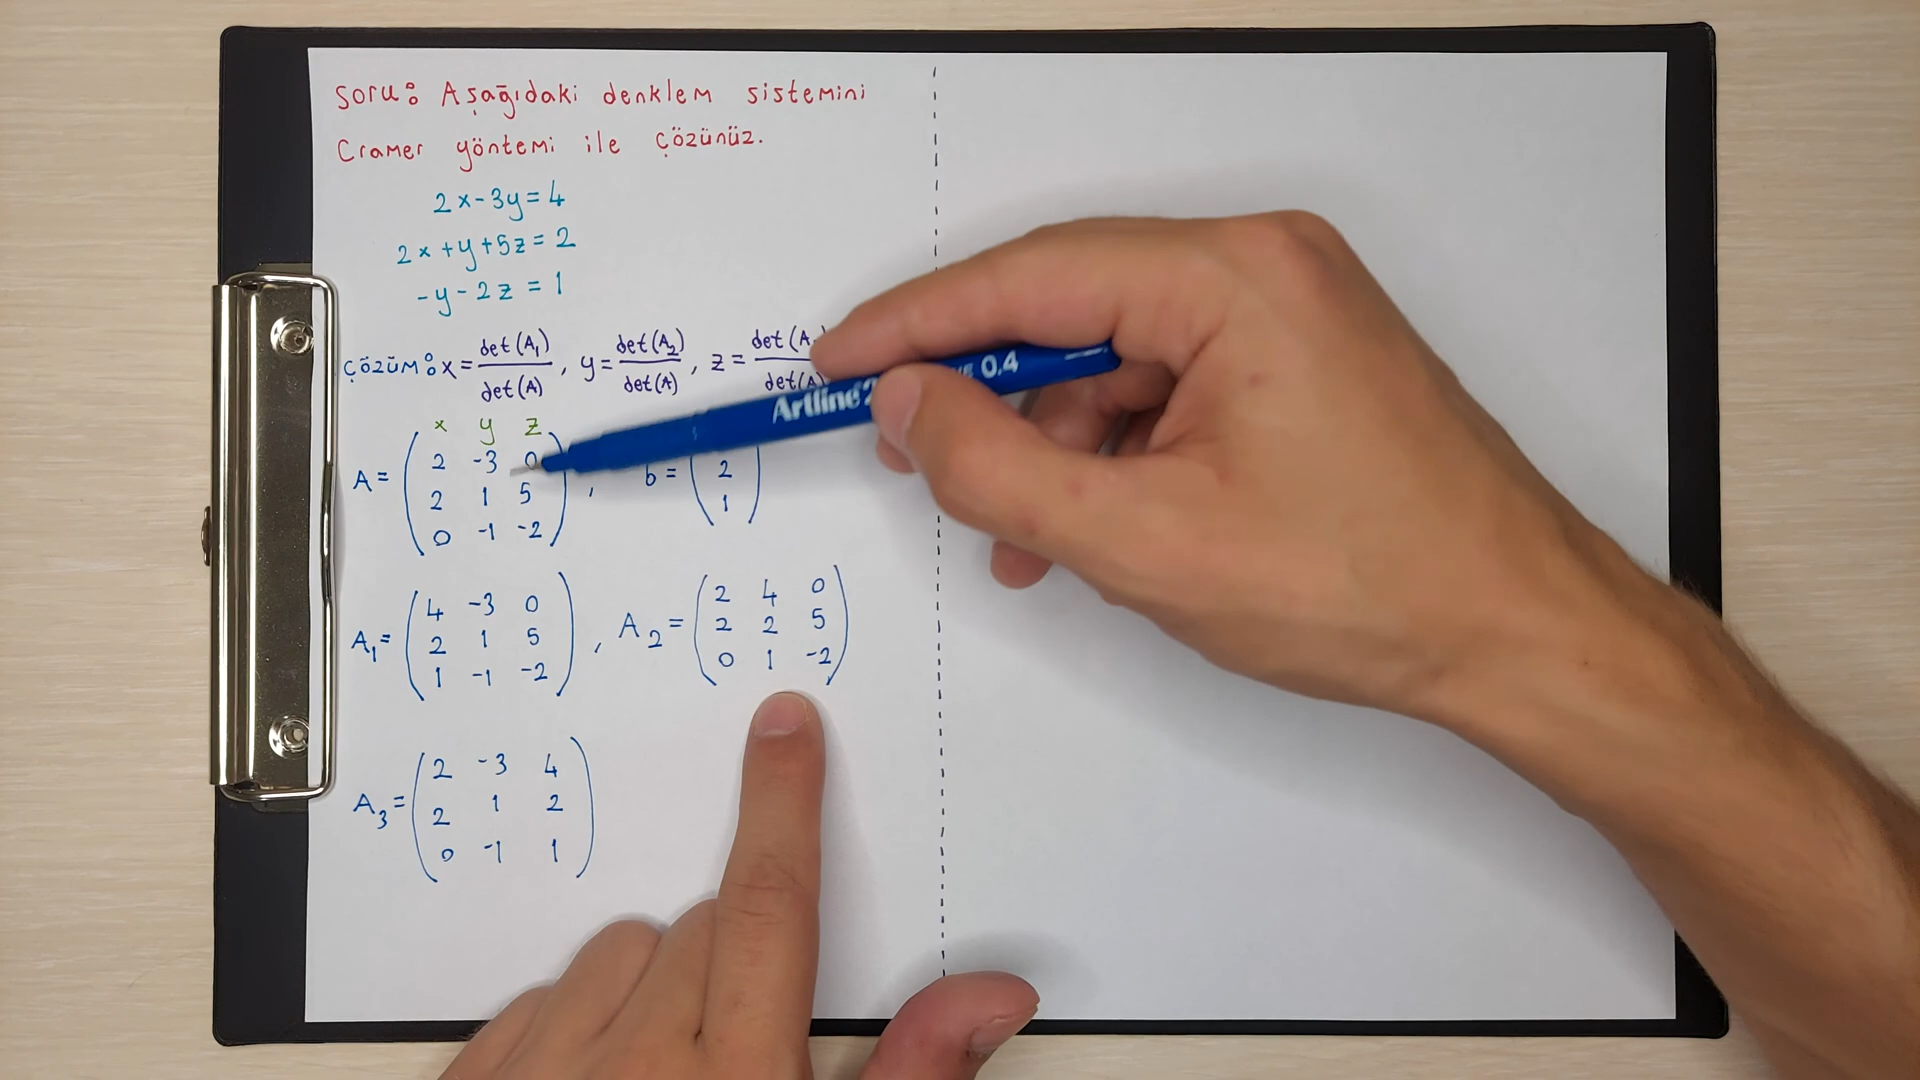 Soru: Aşağıdaki denklem sistemini
Cramer yöntemi ile çözünüz.
2x-3y=4
2x+y+5z=2
-y-2z=1
Çözüm: x=det(A₁)/det(A), y=det(A₂)/det(A), z=det(A
det(A)
x y z
A= 2 -3 0
2 1 5
0 -1 -2
, b= 2
1
A₁= 4 -3 0
2 1 5
1 -1 -2
, A₂= 2 4 0
2 2 5
0 1 -2
A₃= 2 -3 4
2 1 2
0 -1 1
Artline 0.4